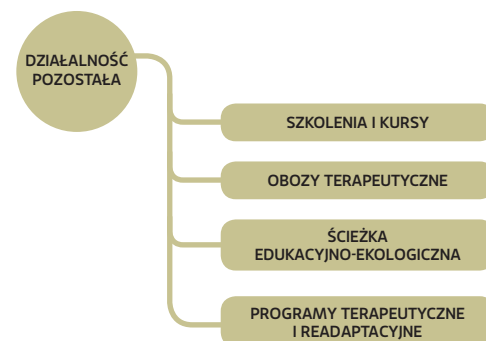 DZIAŁALNOŚĆ
POZOSTAŁA
SZKOLENIA I KURSY
OBOZY TERAPEUTYCZNE
ŚCIEŻKA
EDUKACYJNO-EKOLOGICZNA
PROGRAMY TERAPEUTYCZNE
I READAPTACYJNE